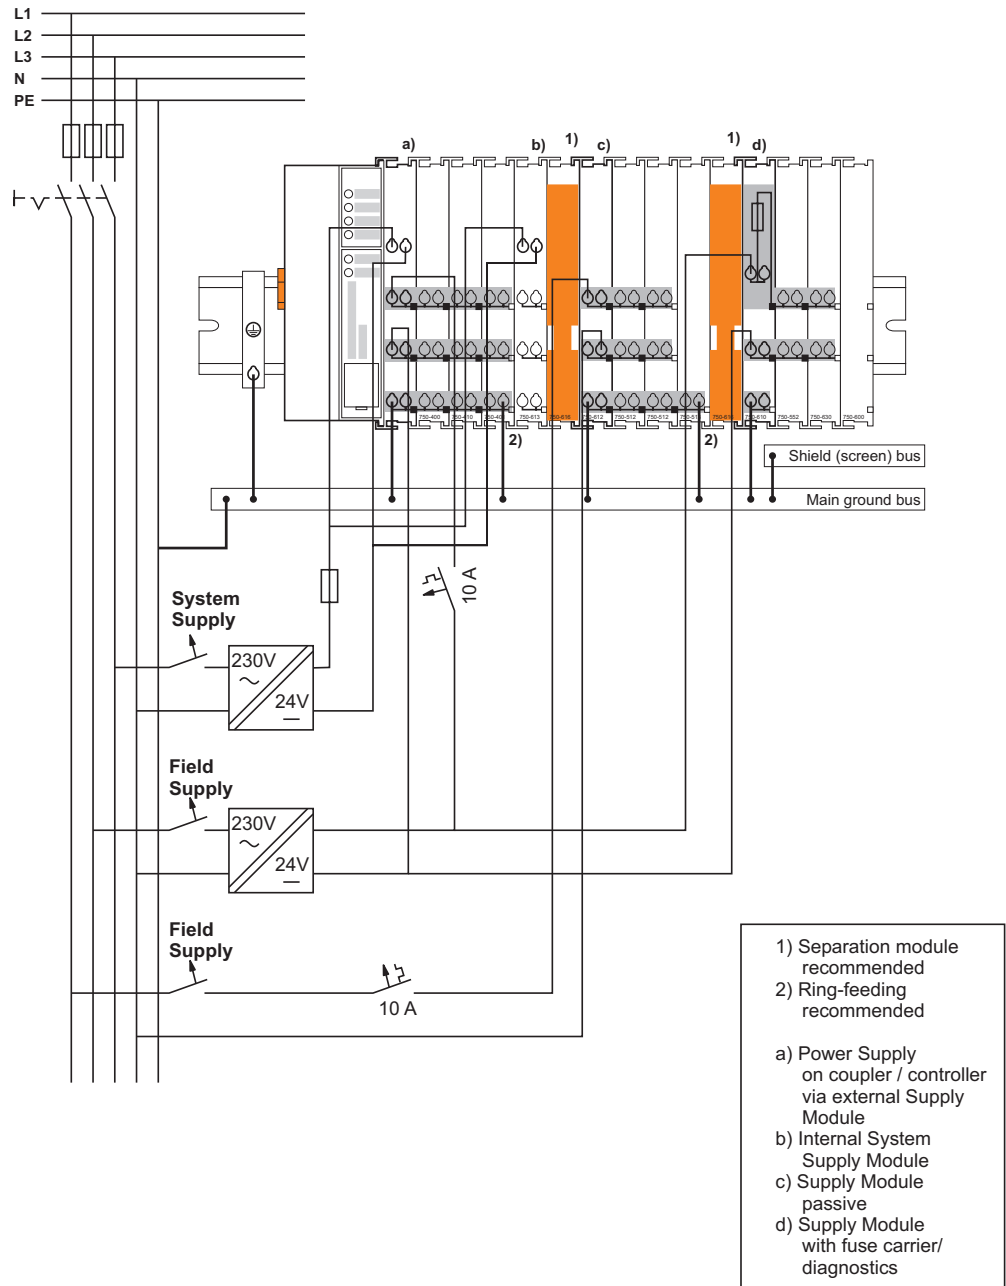 L1
L2
L3
N
PE
a)
b)
1)
c)
1)
d)
750-400
750-410
750-613
750-616
750-612
750-512
750-512
750-616
750-610
750-552
750-630
750-600
2)
2)
Shield (screen) bus
Main ground bus
10 A
System
Supply
230V
24V
Field
Supply
230V
24V
Field
Supply
10 A
1) Separation module
recommended
2) Ring-feeding
recommended
a) Power Supply
on coupler / controller
via external Supply
Module
b) Internal System
Supply Module
c) Supply Module
passive
d) Supply Module
with fuse carrier/
diagnostics